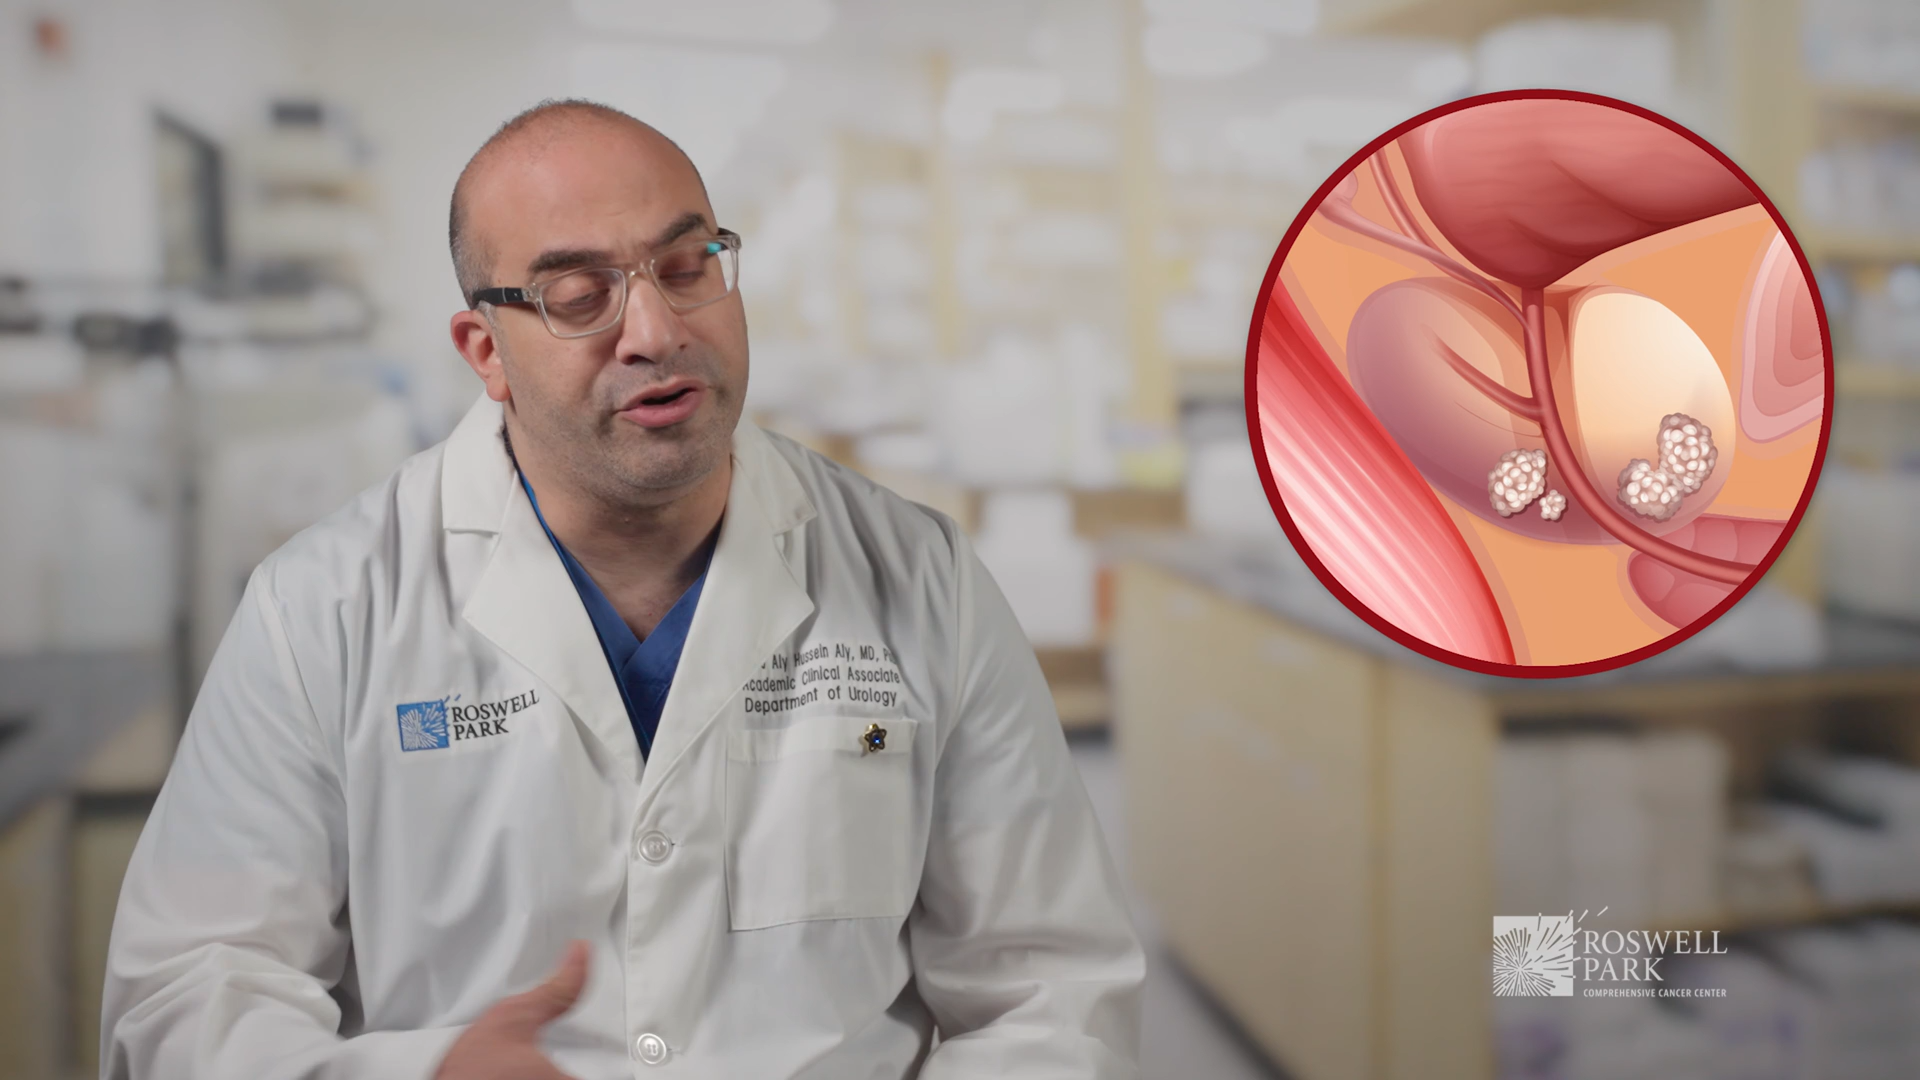 ROSWELL
PARK
Aly Hussein Aly, MD,
Academic Clinical Associate
Department of Urology
ROSWELL
PARK
COMPREHENSIVE CANCER CENTER